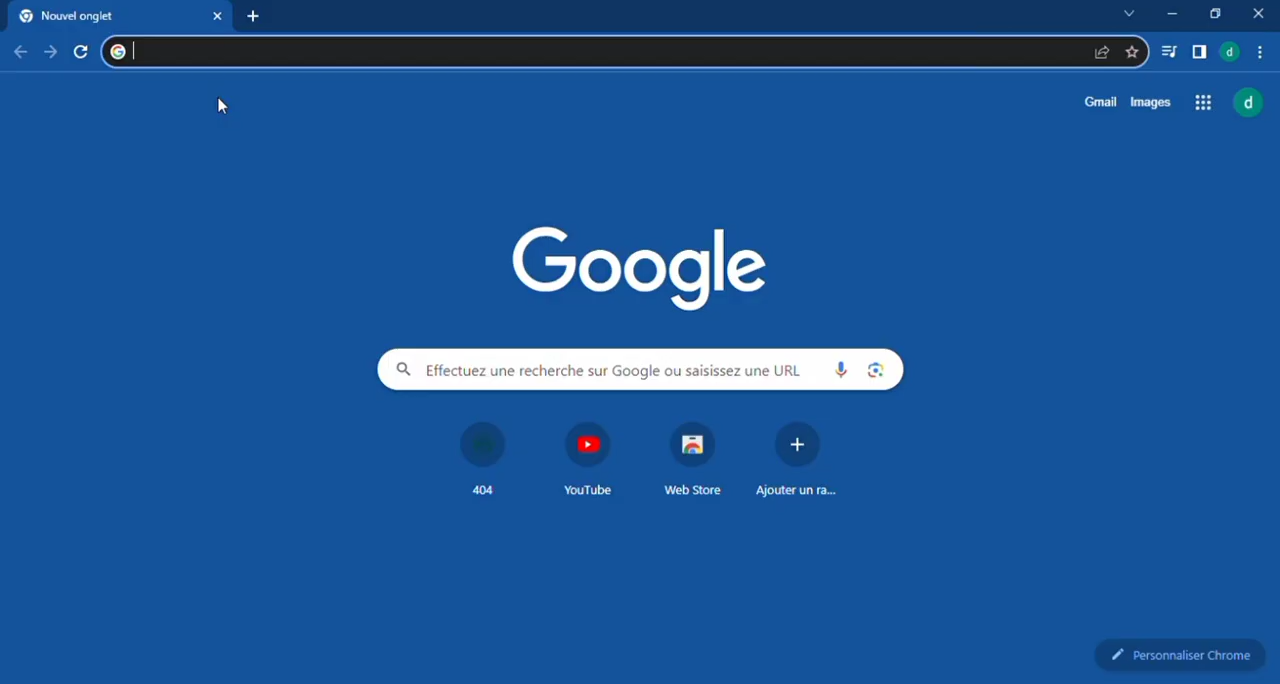 Nouvel onglet
Gmail Images
d
d
Google
Effectuez une recherche sur Google ou saisissez une URL
404 YouTube Web Store Ajouter un ra...
Personnaliser Chrome